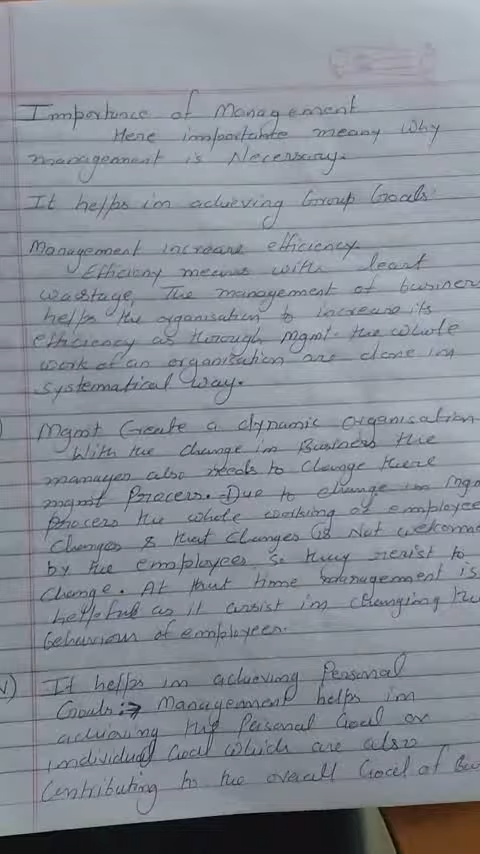 Importance of Management
Here importante means why
management is Necessary.
It helps in achieving Group Goals.
Management increase efficiency
Efficieny means with least
wastage, The management of business
helps the organisation to increase its
efficiency as through mgmt. the whole
work of an organisation are done in
systematical way.
Mgmt Create a dynamic Organisation
With the change in Business the
manager also needs to change there
mgmt Process. Due to change in mgm
process the whole working of employee
Changes & that Changes is Not welcome
by the employees so they resist to
change. At that time management is
helpful as it assist in changing the
behaviour of employees.
V) It helps in achieving Personal
Goals :→ Management helps in
achieving the Personal Goal or
individual Goal which are also
Contributing to the overall Goal of Bus